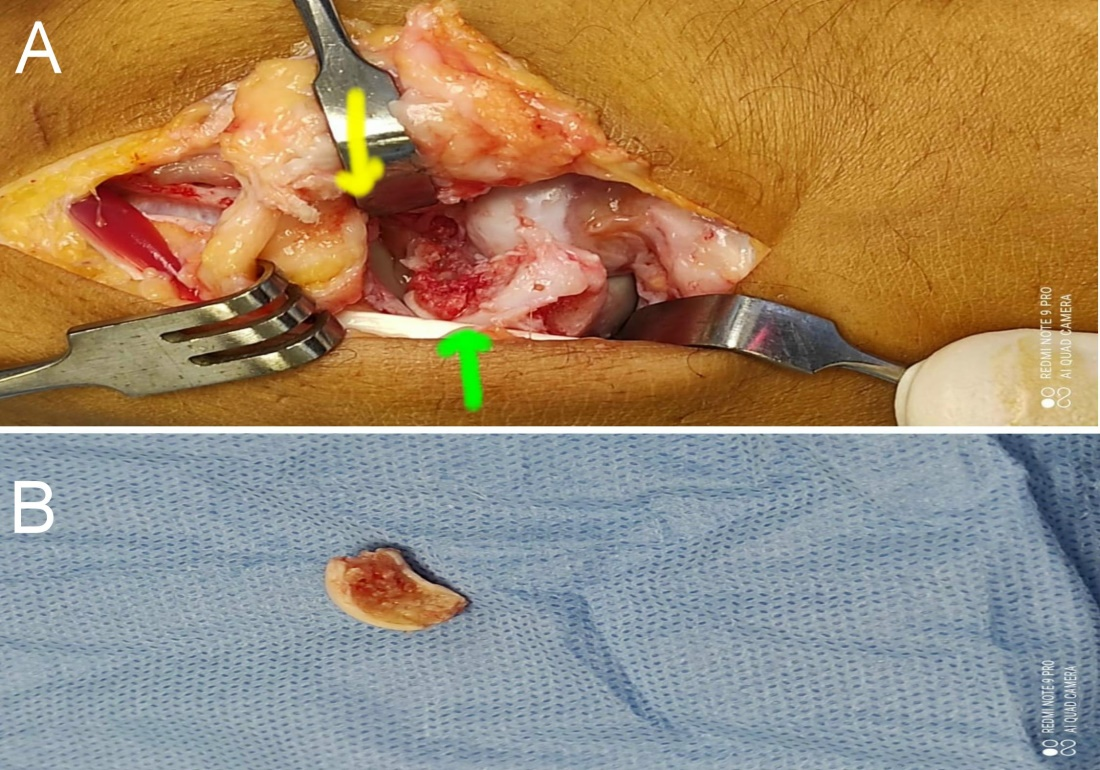 A
REDMI NOTE 9 PRO
AI QUAD CAMERA
B
REDMI NOTE 9 PRO
AI QUAD CAMERA